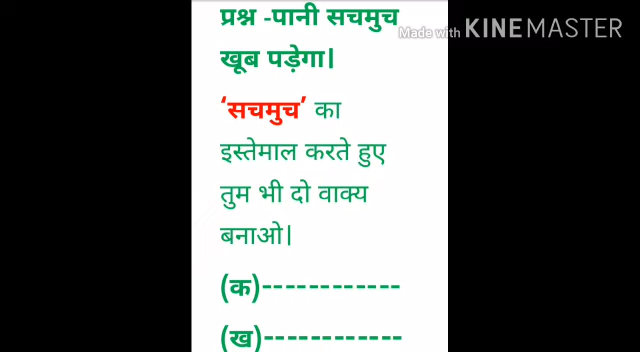 प्रश्न -पानी सचमुच
Made with KINEMASTER
खूब पड़ेगा।
‘सचमुच’ का
इस्तेमाल करते हुए
तुम भी दो वाक्य
बनाओ।
(क)------------
(ख)------------